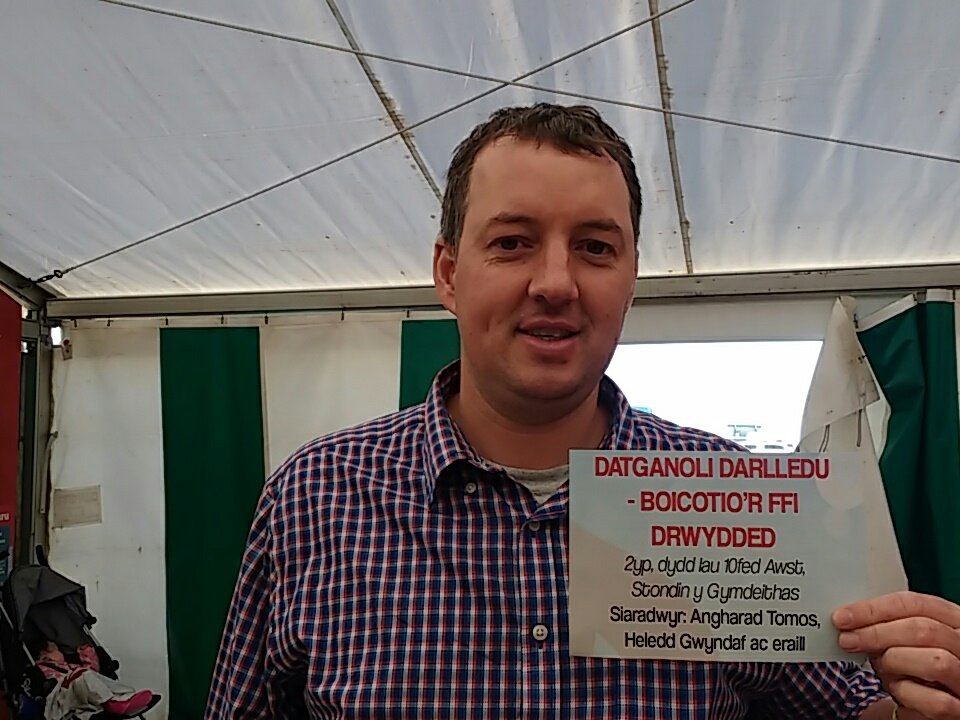 DATGANOLI DARLLEDU
- BOICOTIO'R FFI
DRWYDDED
2yp, dydd Iau 10fed Awst,
Stondin y Gymdeithas
Siaradwyr: Angharad Tomos,
Heledd Gwyndaf ac eraill